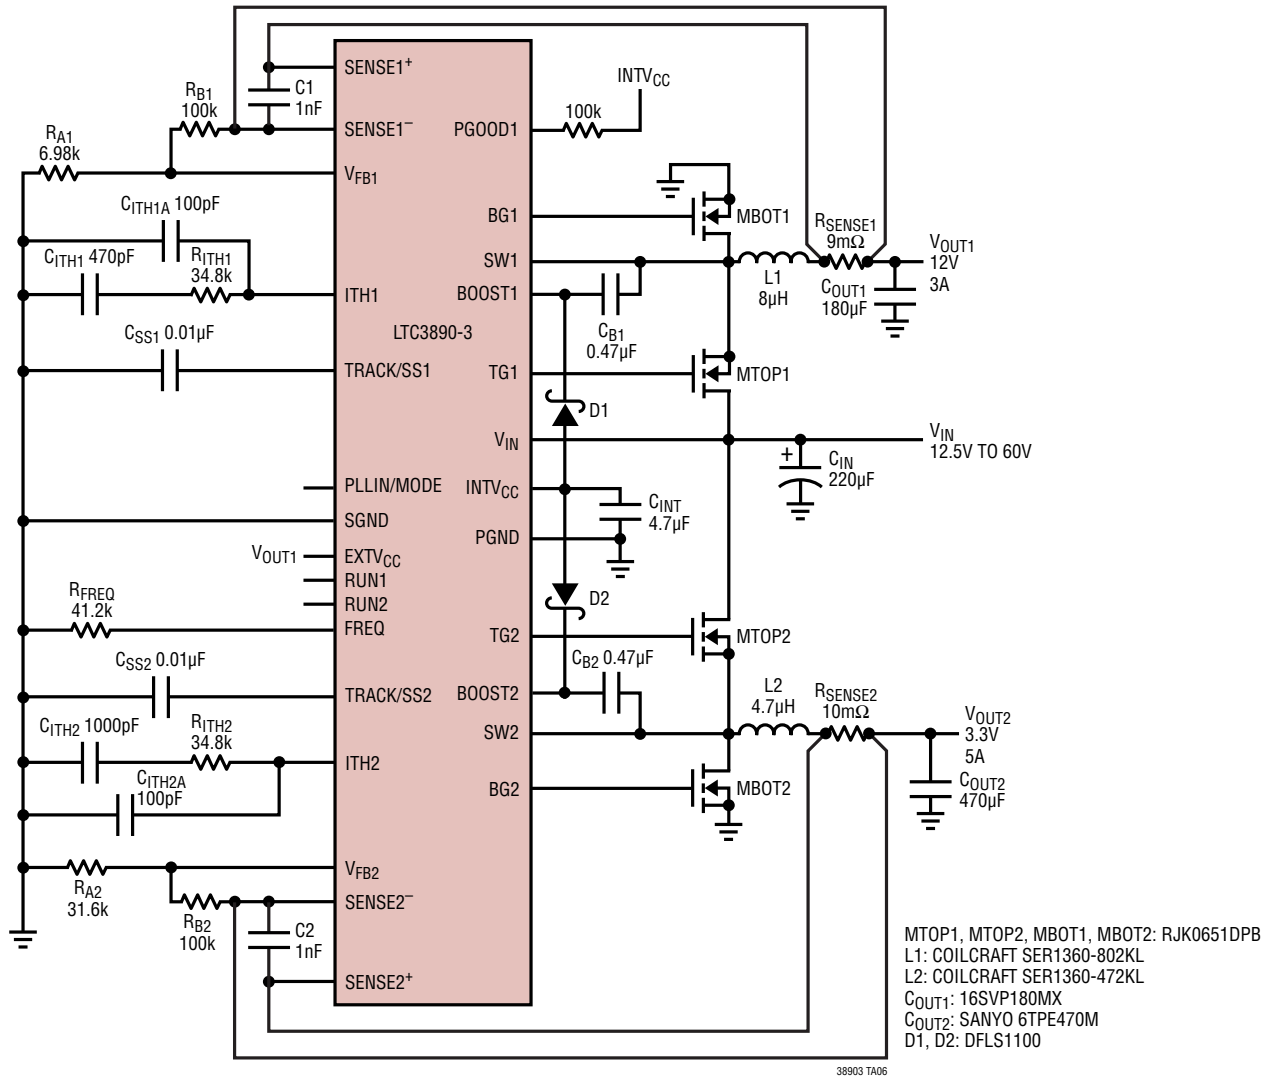 SENSE1+
C1
1nF
RB1
100k
SENSE1–
RA1
6.98k
VFB1
CITH1A 100pF
CITH1 470pF
RITH1
34.8k
ITH1
CSS1 0.01µF
TRACK/SS1
LTC3890-3
PLLIN/MODE
SGND
VOUT1
EXTVCC
RUN1
RUN2
RFREQ
41.2k
FREQ
CSS2 0.01µF
TRACK/SS2
CITH2 1000pF
RITH2
34.8k
ITH2
CITH2A
100pF
VFB2
RA2
31.6k
RB2
100k
SENSE2–
C2
1nF
SENSE2+
INTVCC
100k
PGOOD1
BG1
MBOT1
SW1
L1
8µH
RSENSE1
9mΩ
VOUT1
12V
3A
COUT1
180µF
BOOST1
CB1
0.47µF
TG1
MTOP1
D1
VIN
VIN
12.5V TO 60V
+
CIN
220µF
INTVCC
CINT
4.7µF
PGND
D2
TG2
MTOP2
CB2 0.47µF
BOOST2
SW2
L2
4.7µH
RSENSE2
10mΩ
VOUT2
3.3V
5A
COUT2
470µF
BG2
MBOT2
MTOP1, MTOP2, MBOT1, MBOT2: RJK0651DPB
L1: COILCRAFT SER1360-802KL
L2: COILCRAFT SER1360-472KL
COUT1: 16SVP180MX
COUT2: SANYO 6TPE470M
D1, D2: DFLS1100
38903 TA06